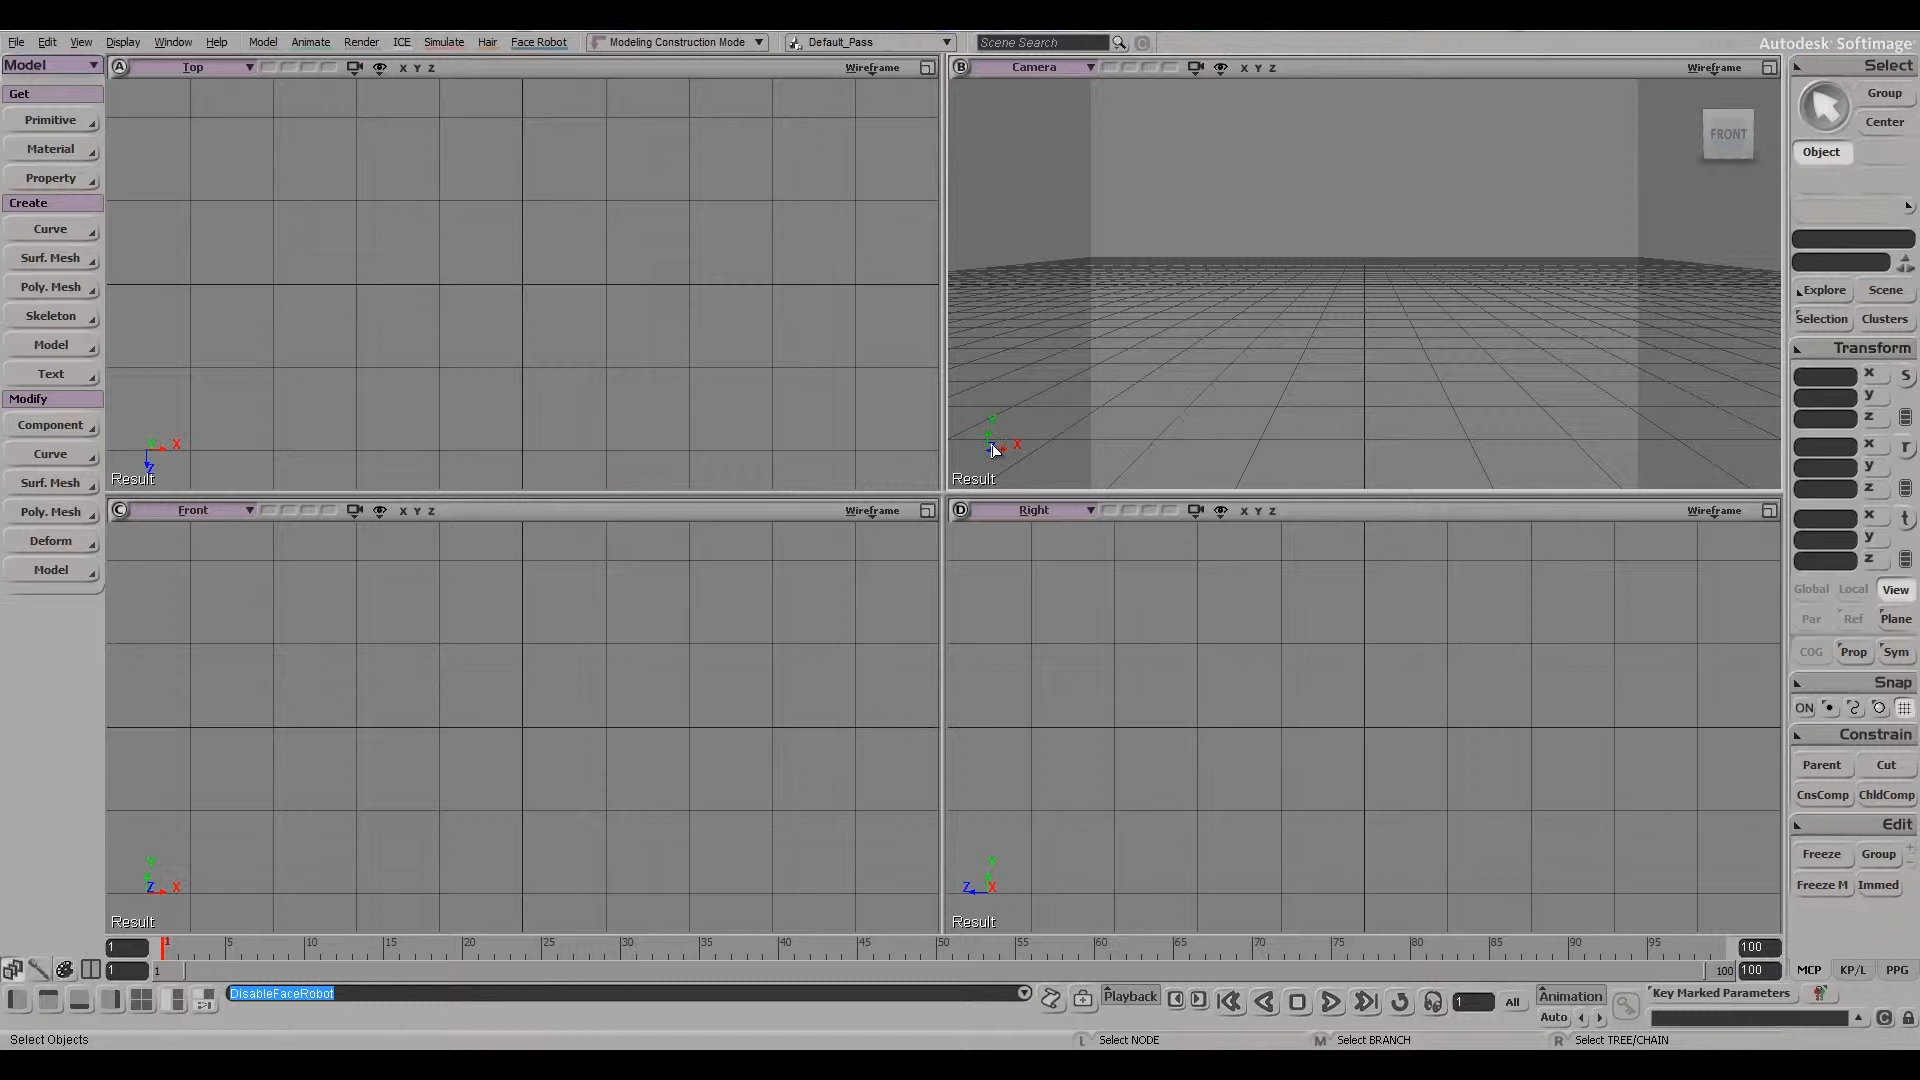 File Edit View Display Window Help Model Animate Render ICE Simulate Hair Face Robot Modeling Construction Mode Default_Pass Scene Search Autodesk® Softimage®
Model
Get
Primitive
Material
Property
Create
Curve
Surf. Mesh
Poly. Mesh
Skeleton
Model
Text
Modify
Component
Curve
Surf. Mesh
Poly. Mesh
Deform
Model
A Top X Y Z Wireframe
Y X
Z
Result
B Camera X Y Z Wireframe
FRONT
Y
Z X
Result
C Front X Y Z Wireframe
Y
Z X
Result
D Right X Y Z Wireframe
Y
Z X
Result
Select
Group
Center
Object
Explore Scene
Selection Clusters
Transform
x s
y
z
x r
y
z
x t
y
z
Global Local View
Par Ref Plane
COG Prop Sym
Snap
ON
Constrain
Parent Cut
CnsComp ChldComp
Edit
Freeze Group + -
Freeze M Immed
MCP KP/L PPG
1 1 5 10 15 20 25 30 35 40 45 50 55 60 65 70 75 80 85 90 95 100
1 1 100 100
DisableFaceRobot
Playback 1 All Animation Key Marked Parameters
Auto
Select Objects L Select NODE M Select BRANCH R Select TREE/CHAIN